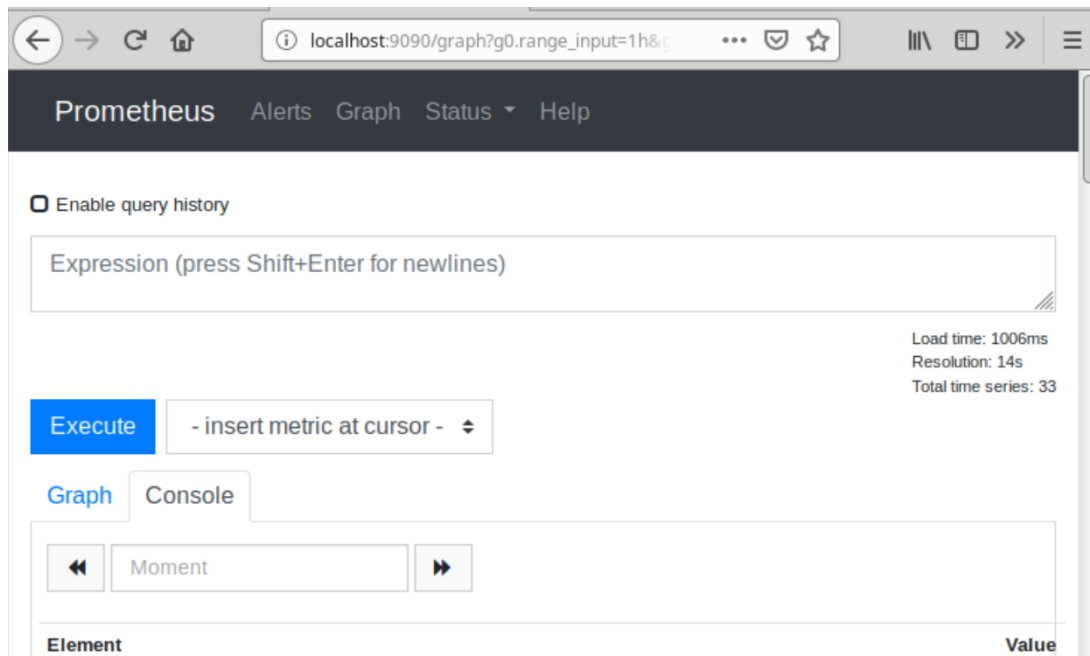 localhost:9090/graph?g0.range_input=1h&g
Prometheus Alerts Graph Status Help
Enable query history
Expression (press Shift+Enter for newlines)
Load time: 1006ms
Resolution: 14s
Total time series: 33
Execute - insert metric at cursor -
Graph Console
Moment
Element Value